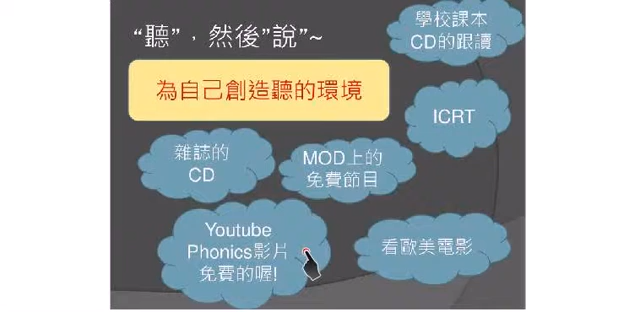 “聽”，然後”說”~
學校課本
CD的跟讀
為自己創造聽的環境
ICRT
雜誌的
CD
MOD上的
免費節目
Youtube
Phonics影片
免費的喔!
看歐美電影